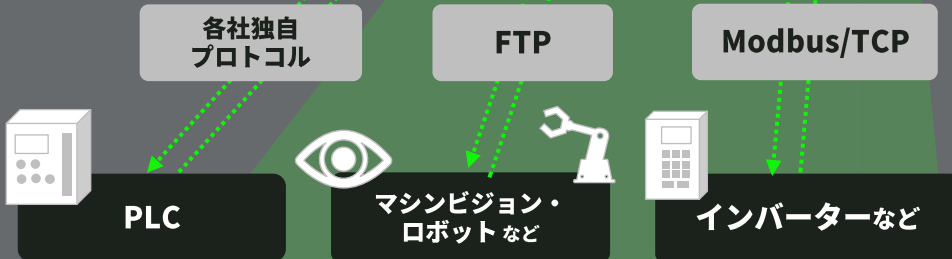 各社独自
プロトコル
FTP
Modbus/TCP
PLC
マシンビジョン・
ロボット など
インバーターなど